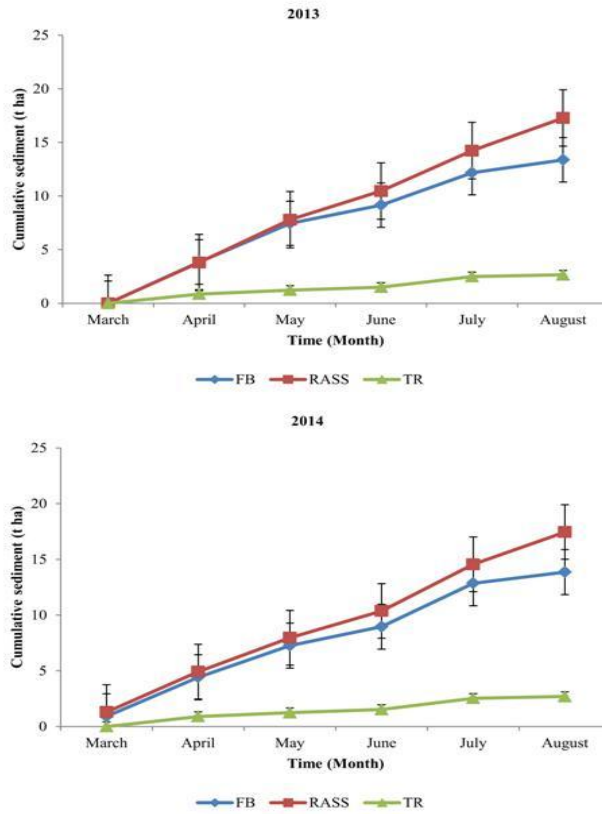 2013
Cumulative sediment (t ha)
25
20
15
10
5
0
March April May June July August
Time (Month)
FB RASS TR
2014
Cumulative sediment (t ha)
25
20
15
10
5
0
March April May June July August
Time (Month)
FB RASS TR